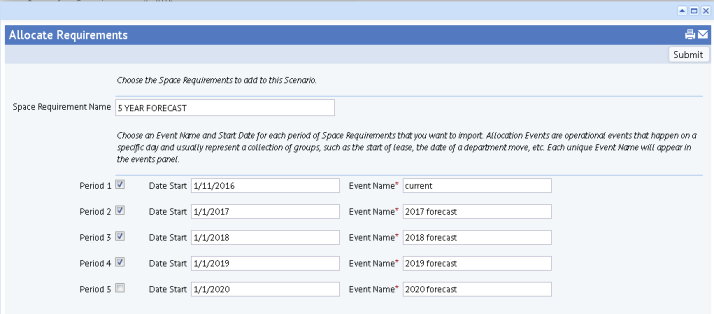 Allocate Requirements
Submit
Choose the Space Requirements to add to this Scenario.
Space Requirement Name 5 YEAR FORECAST
Choose an Event Name and Start Date for each period of Space Requirements that you want to import. Allocation Events are operational events that happen on a
specific day and usually represent a collection of groups, such as the start of lease, the date of a department move, etc. Each unique Event Name will appear in
the events panel.
Period 1 Date Start 1/11/2016 Event Name* current
Period 2 Date Start 1/1/2017 Event Name* 2017 forecast
Period 3 Date Start 1/1/2018 Event Name* 2018 forecast
Period 4 Date Start 1/1/2019 Event Name* 2019 forecast
Period 5 Date Start 1/1/2020 Event Name* 2020 forecast